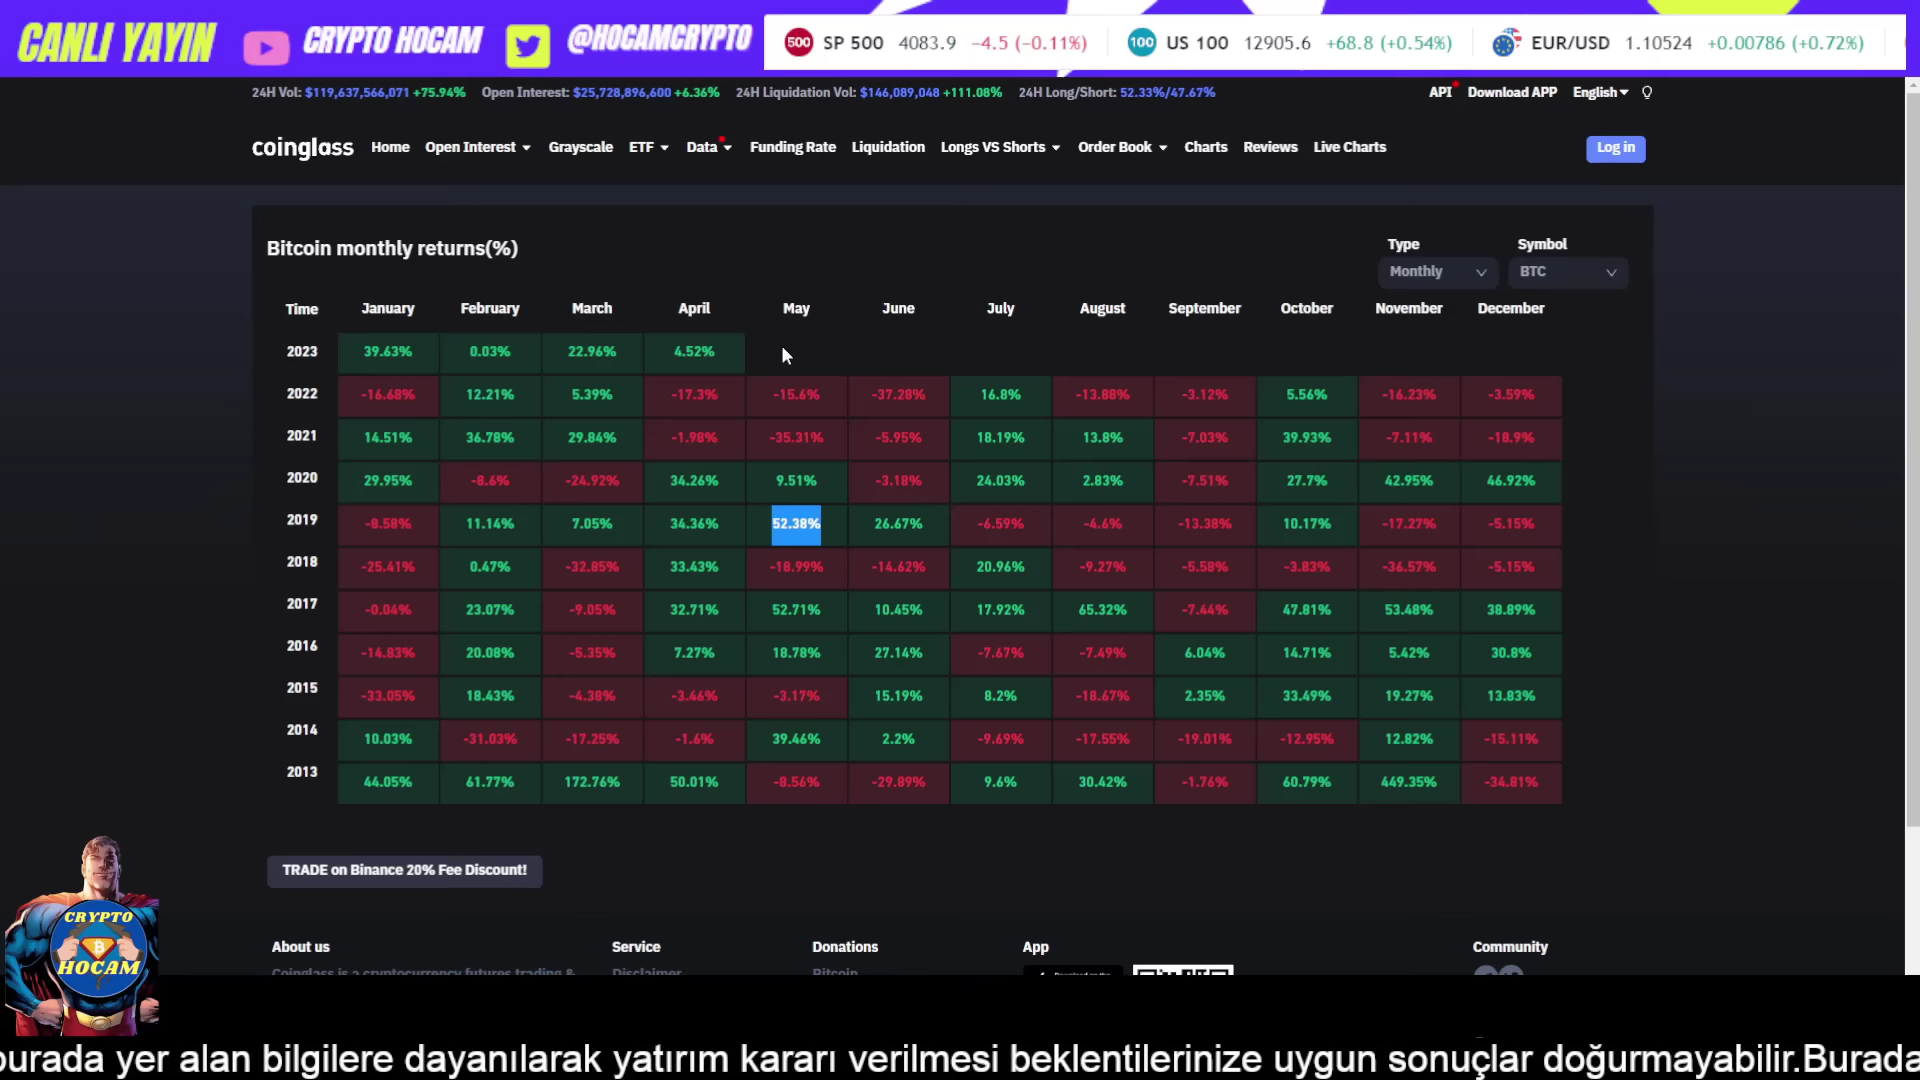 CANLI YAYIN CRYPTO HOCAM @HOCAMCRYPTO SP 500 4083.9 −4.5 (−0.11%) US 100 12905.6 +68.8 (+0.54%) EUR/USD 1.10524 +0.00786 (+0.72%)
24H Vol: $119,637,566,071 +75.94% Open Interest: $25,728,896,600 +6.36% 24H Liquidation Vol: $146,089,048 +111.08% 24H Long/Short: 52.33%/47.67% API Download APP English
coinglass Home Open Interest Grayscale ETF Data Funding Rate Liquidation Longs VS Shorts Order Book Charts Reviews Live Charts Log in
Bitcoin monthly returns(%)
Type Symbol
Monthly BTC
Time January February March April May June July August September October November December
2023 39.63% 0.03% 22.96% 4.52%
2022 -16.68% 12.21% 5.39% -17.3% -15.6% -37.28% 16.8% -13.88% -3.12% 5.56% -16.23% -3.59%
2021 14.51% 36.78% 29.84% -1.98% -35.31% -5.95% 18.19% 13.8% -7.03% 39.93% -7.11% -18.9%
2020 29.95% -8.6% -24.92% 34.26% 9.51% -3.18% 24.03% 2.83% -7.51% 27.7% 42.95% 46.92%
2019 -8.58% 11.14% 7.05% 34.36% 52.38% 26.67% -6.59% -4.6% -13.38% 10.17% -17.27% -5.15%
2018 -25.41% 0.47% -32.85% 33.43% -18.99% -14.62% 20.96% -9.27% -5.58% -3.83% -36.57% -5.15%
2017 -0.04% 23.07% -9.05% 32.71% 52.71% 10.45% 17.92% 65.32% -7.44% 47.81% 53.48% 38.89%
2016 -14.83% 20.08% -5.35% 7.27% 18.78% 27.14% -7.67% -7.49% 6.04% 14.71% 5.42% 30.8%
2015 -33.05% 18.43% -4.38% -3.46% -3.17% 15.19% 8.2% -18.67% 2.35% 33.49% 19.27% 13.83%
2014 10.03% -31.03% -17.25% -1.6% 39.46% 2.2% -9.69% -17.55% -19.01% -12.95% 12.82% -15.11%
2013 44.05% 61.77% 172.76% 50.01% -8.56% -29.89% 9.6% 30.42% -1.76% 60.79% 449.35% -34.81%
TRADE on Binance 20% Fee Discount!
CRYPTO
HOCAM
About us Service Donations App Community
Coinglass is a cryptocurrency futures trading & Disclaimer Bitcoin
burada yer alan bilgilere dayanılarak yatırım kararı verilmesi beklentilerinize uygun sonuçlar doğurmayabilir.Burada